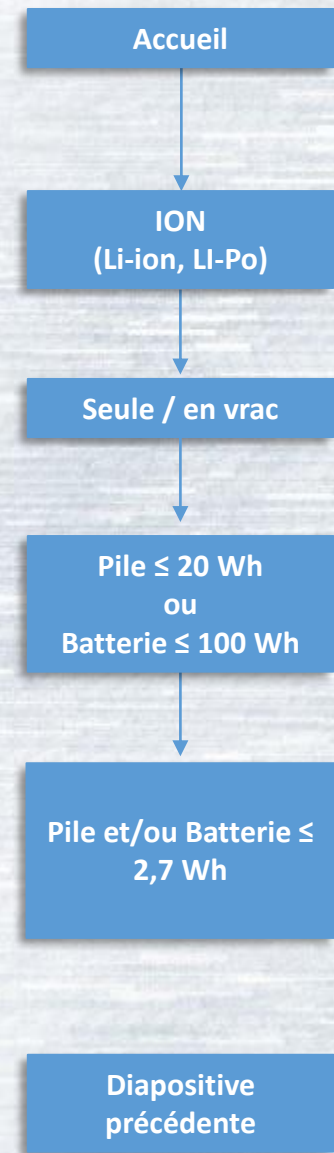 Accueil
ION
(Li-ion, LI-Po)
Seule / en vrac
Pile ≤ 20 Wh
ou
Batterie ≤ 100 Wh
Pile et/ou Batterie ≤
2,7 Wh
Diapositive
précédente